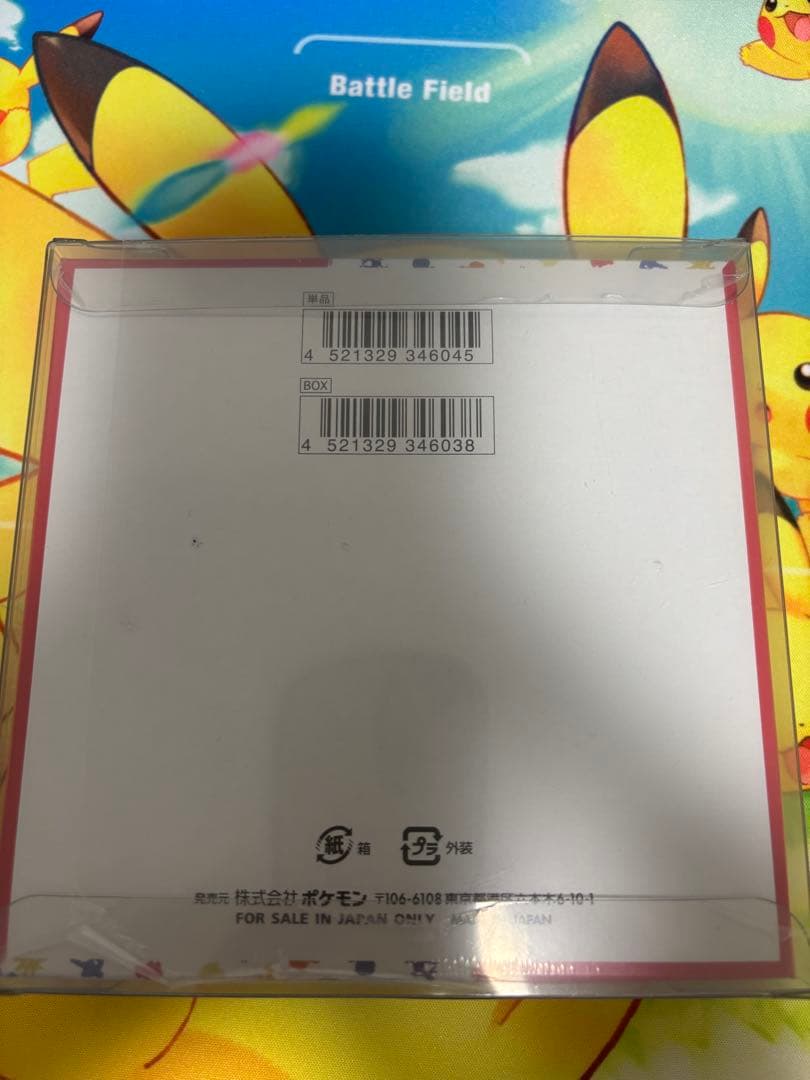 Battle Field
単品
4 521329 346045
BOX
4 521329 346038
紙 箱
プラ 外装
発売元 株式会社 ポケモン 〒106-6108 東京都港区六本木6-10-1
FOR SALE IN JAPAN ONLY MADE IN JAPAN